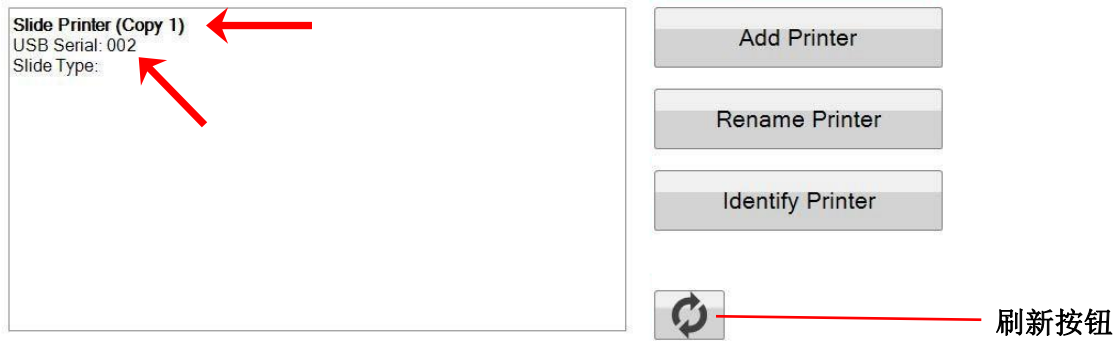 Slide Printer (Copy 1)
USB Serial: 002
Slide Type:
Add Printer
Rename Printer
Identify Printer
刷新按钮